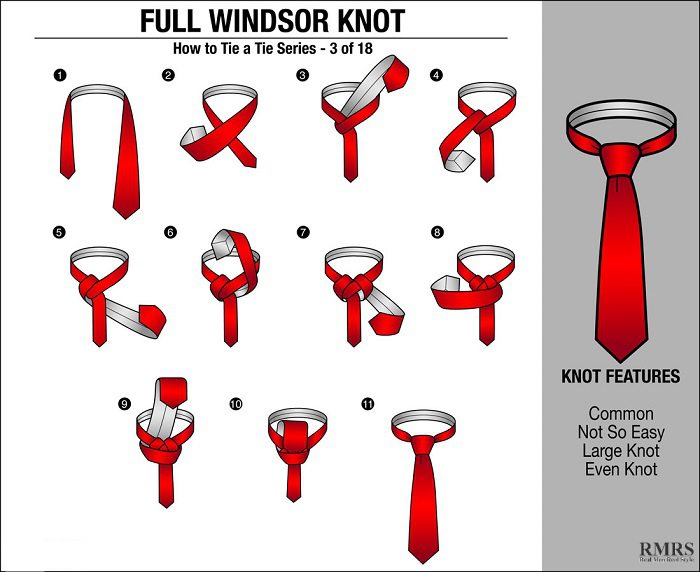 FULL WINDSOR KNOT
How to Tie a Tie Series - 3 of 18
1
2
3
4
5
6
7
8
9
10
11
KNOT FEATURES
Common
Not So Easy
Large Knot
Even Knot
RMRS
Real Men Real Style